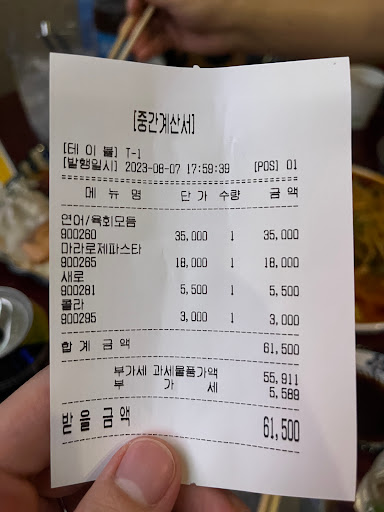 [중간계산서]
[테 이 블] T-1
[발행일시] 2023-08-07 17:59:39 [POS] 01
메 뉴 명 단 가 수량 금 액
연어/육회모듬
900260 35,000 1 35,000
마라로제파스타
900265 18,000 1 18,000
새로
900281 5,500 1 5,500
콜라
900295 3,000 1 3,000
합 계 금 액 61,500
부가세 과세물품가액 55,911
부 가 세 5,589
받을 금액 61,500